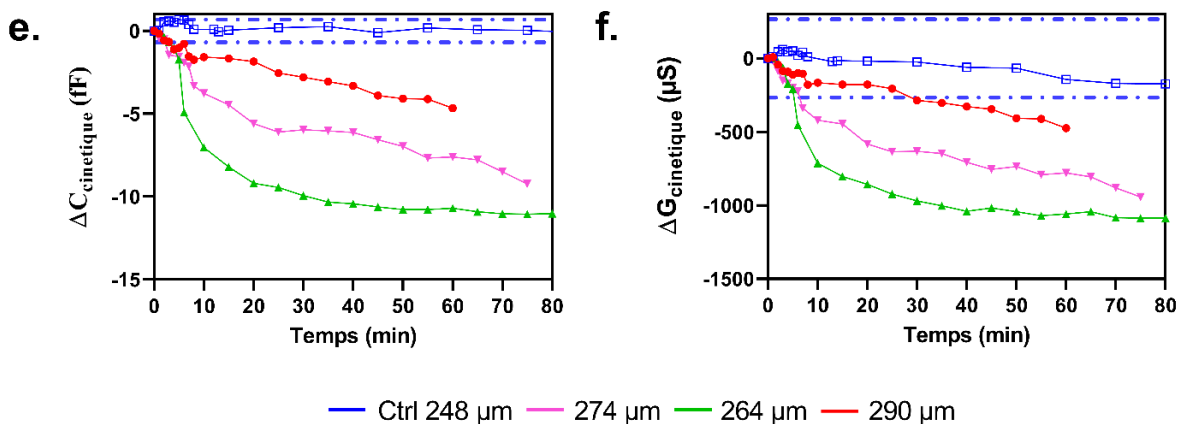 e.
ΔC_cinetique (fF)
0
-5
-10
-15
0 10 20 30 40 50 60 70 80
Temps (min)
f.
ΔG_cinetique (µS)
0
-500
-1000
-1500
0 10 20 30 40 50 60 70 80
Temps (min)
Ctrl 248 µm 274 µm 264 µm 290 µm